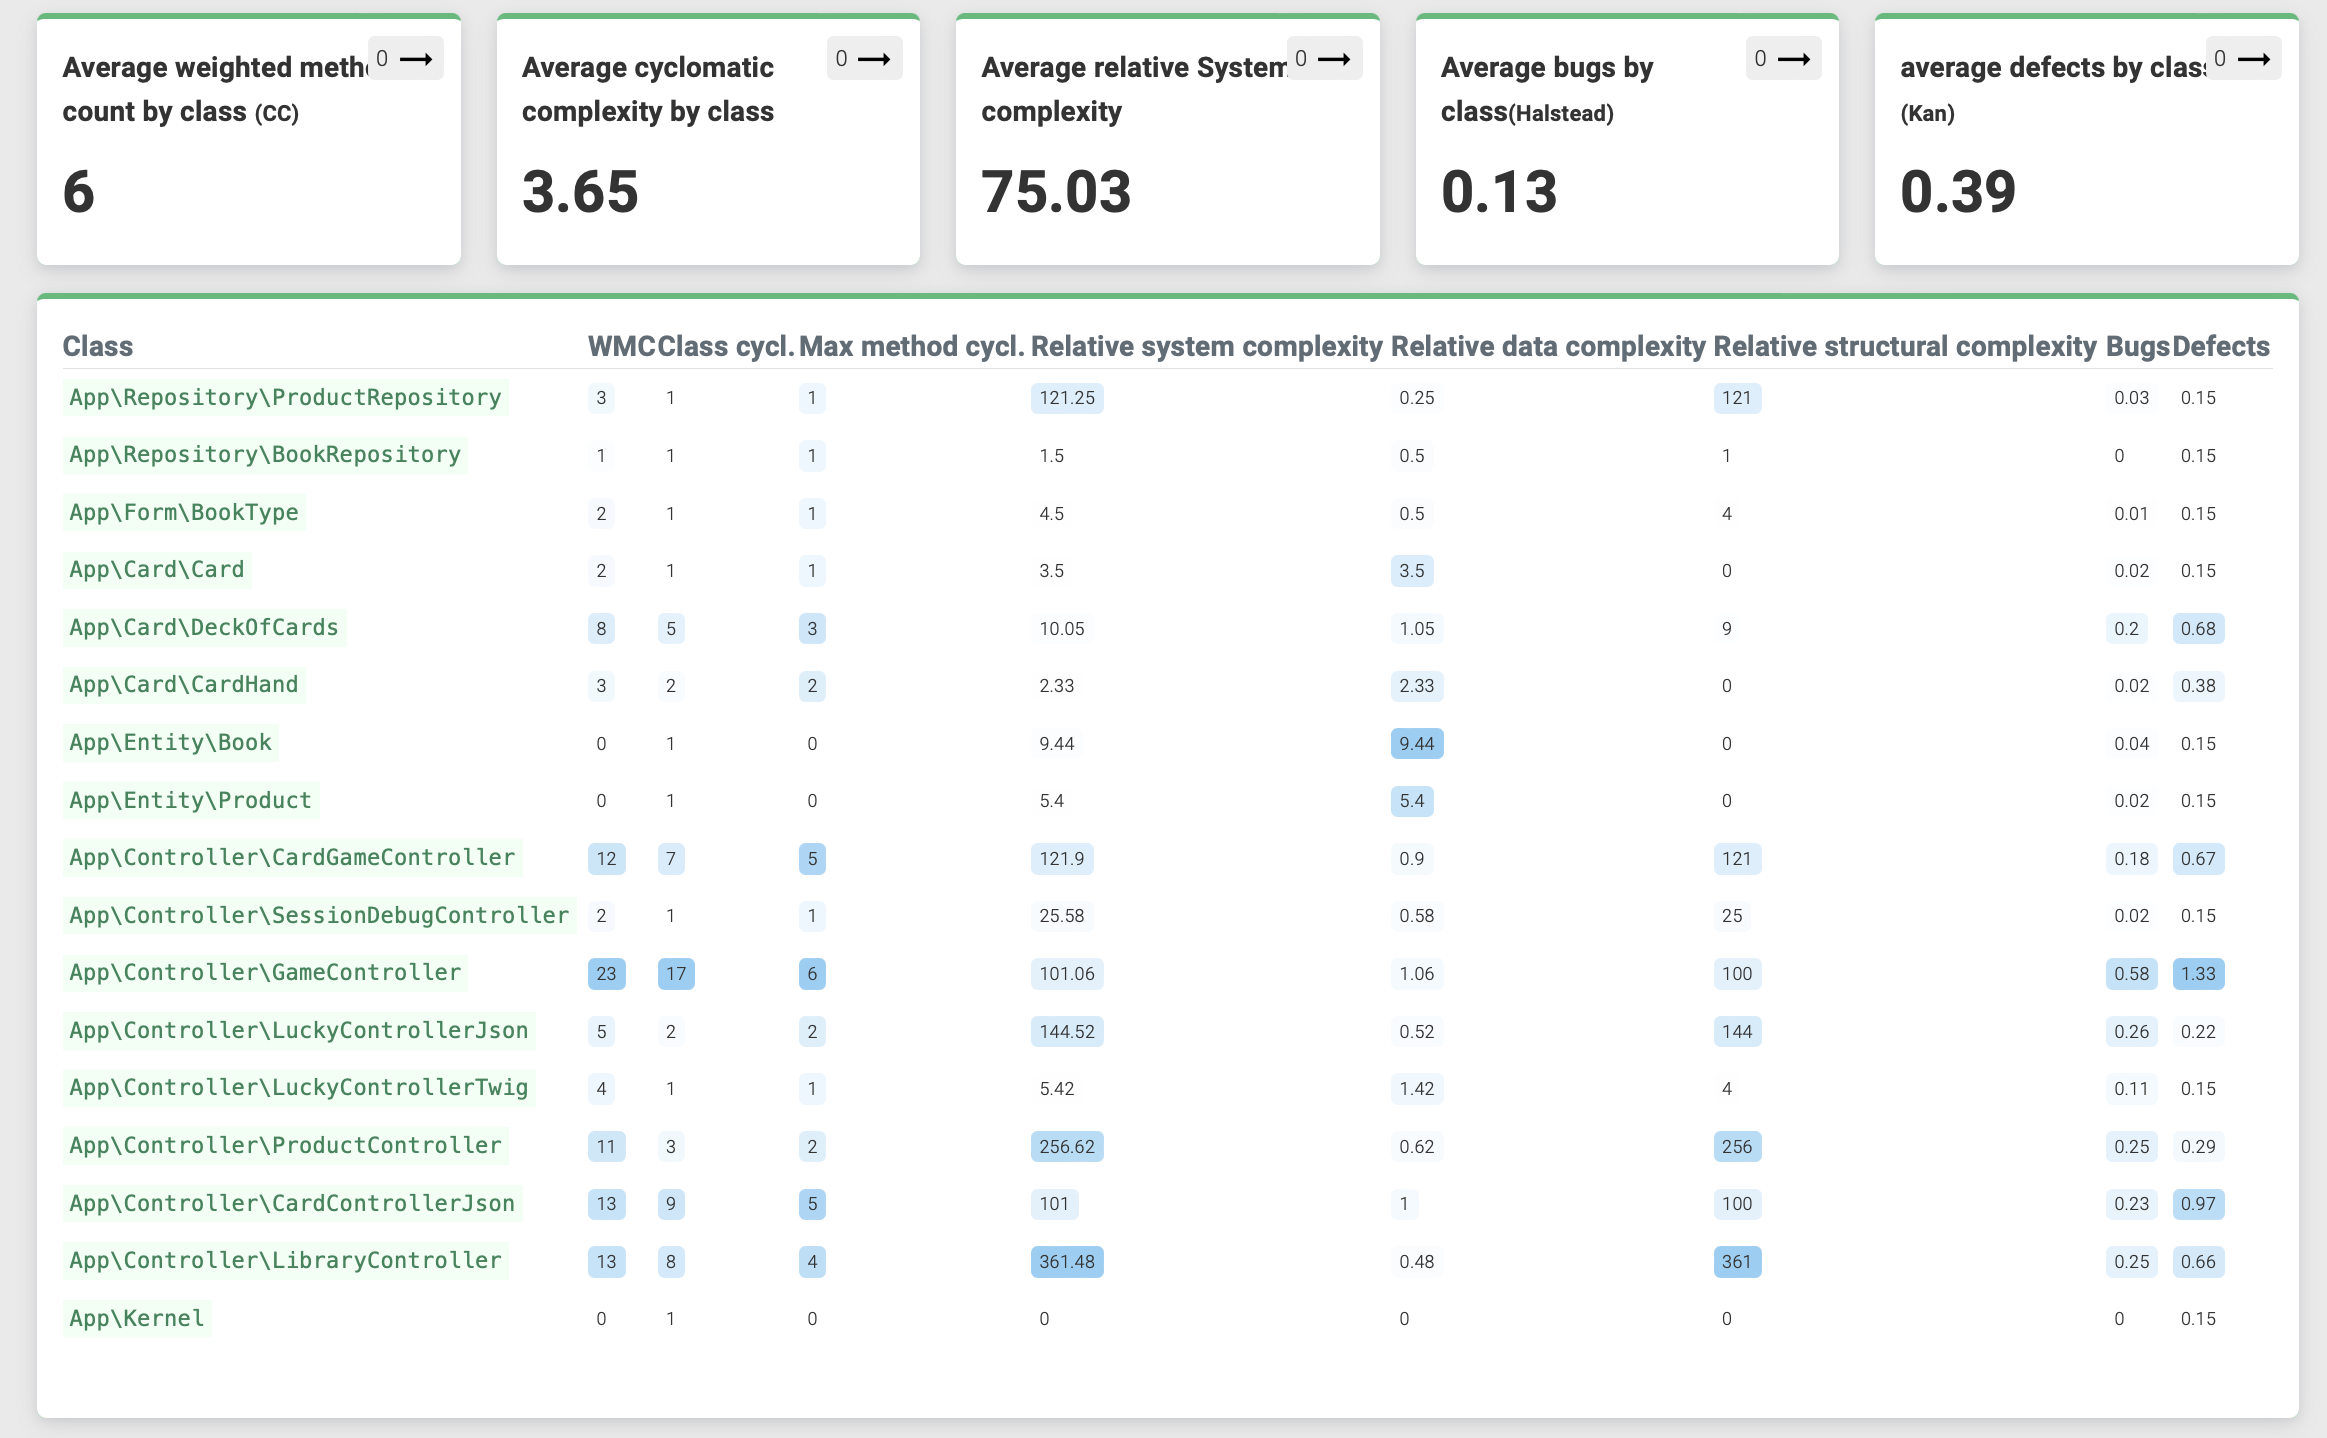 Average weighted meth 0 →
count by class (CC)
6
Average cyclomatic 0 →
complexity by class
3.65
Average relative System 0 →
complexity
75.03
Average bugs by 0 →
class(Halstead)
0.13
average defects by class 0 →
(Kan)
0.39
Class WMC Class cycl. Max method cycl. Relative system complexity Relative data complexity Relative structural complexity Bugs Defects
App\Repository\ProductRepository 3 1 1 121.25 0.25 121 0.03 0.15
App\Repository\BookRepository 1 1 1 1.5 0.5 1 0 0.15
App\Form\BookType 2 1 1 4.5 0.5 4 0.01 0.15
App\Card\Card 2 1 1 3.5 3.5 0 0.02 0.15
App\Card\DeckOfCards 8 5 3 10.05 1.05 9 0.2 0.68
App\Card\CardHand 3 2 2 2.33 2.33 0 0.02 0.38
App\Entity\Book 0 1 0 9.44 9.44 0 0.04 0.15
App\Entity\Product 0 1 0 5.4 5.4 0 0.02 0.15
App\Controller\CardGameController 12 7 5 121.9 0.9 121 0.18 0.67
App\Controller\SessionDebugController 2 1 1 25.58 0.58 25 0.02 0.15
App\Controller\GameController 23 17 6 101.06 1.06 100 0.58 1.33
App\Controller\LuckyControllerJson 5 2 2 144.52 0.52 144 0.26 0.22
App\Controller\LuckyControllerTwig 4 1 1 5.42 1.42 4 0.11 0.15
App\Controller\ProductController 11 3 2 256.62 0.62 256 0.25 0.29
App\Controller\CardControllerJson 13 9 5 101 1 100 0.23 0.97
App\Controller\LibraryController 13 8 4 361.48 0.48 361 0.25 0.66
App\Kernel 0 1 0 0 0 0 0 0.15